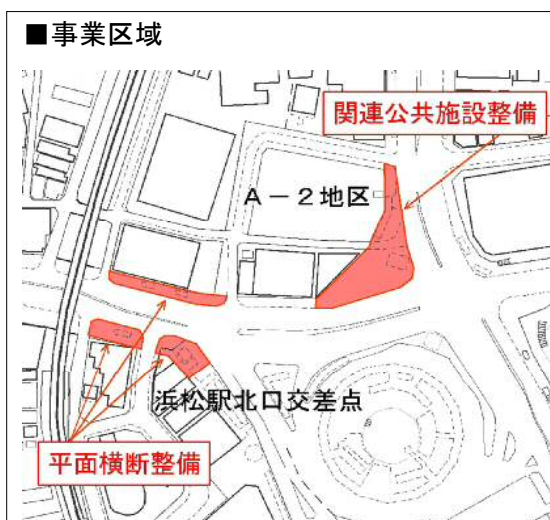 ■事業区域
関連公共施設整備
A－2地区
浜松駅北口交差点
平面横断整備